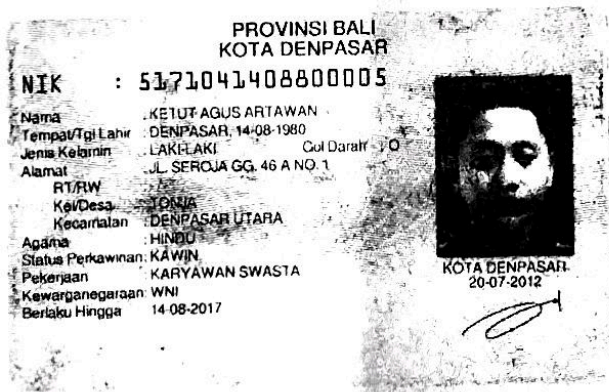 PROVINSI BALI
KOTA DENPASAR
NIK : 5171041408800005
Nama : KETUT AGUS ARTAWAN
Tempat/Tgl Lahir : DENPASAR, 14-08-1980
Jenis Kelamin : LAKI-LAKI Gol Darah : O
Alamat : JL. SEROJA GG. 46 A NO. 1
RT/RW
Kel/Desa : TONJA
Kecamatan : DENPASAR UTARA
Agama : HINDU
Status Perkawinan: KAWIN
Pekerjaan : KARYAWAN SWASTA
Kewarganegaraan: WNI
Berlaku Hingga 14-08-2017
KOTA DENPASAR
20-07-2012